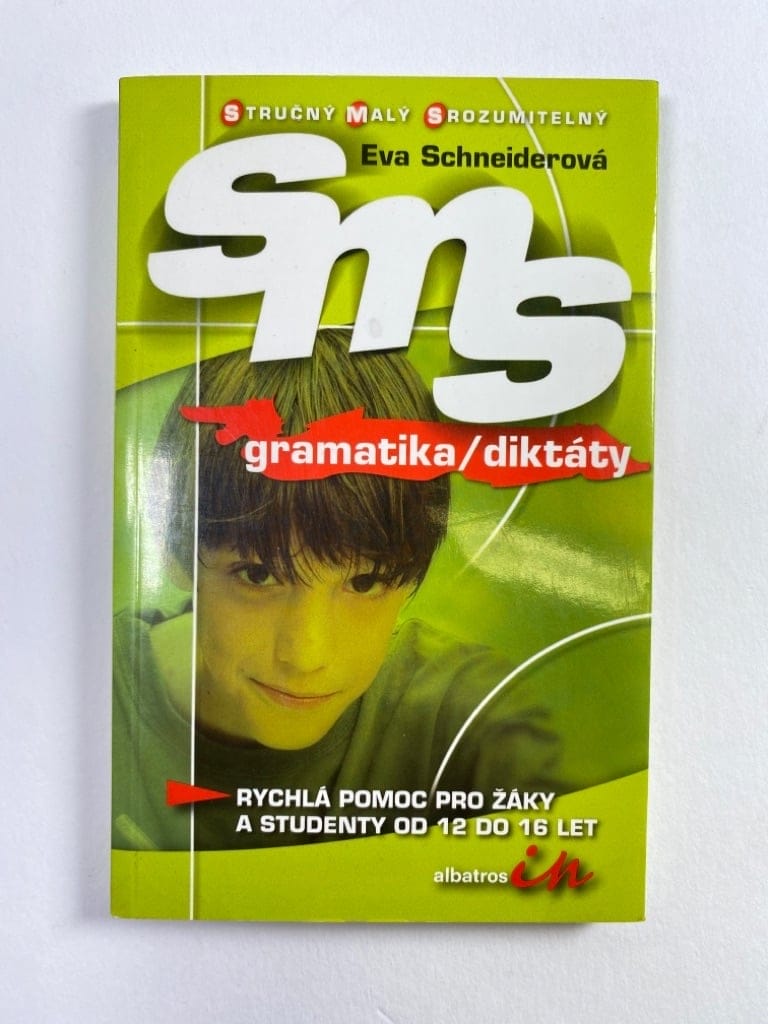 STRUČNÝ MALÝ SROZUMITELNÝ
Eva Schneiderová
sms
gramatika/diktáty
RYCHLÁ POMOC PRO ŽÁKY
A STUDENTY OD 12 DO 16 LET
albatros in